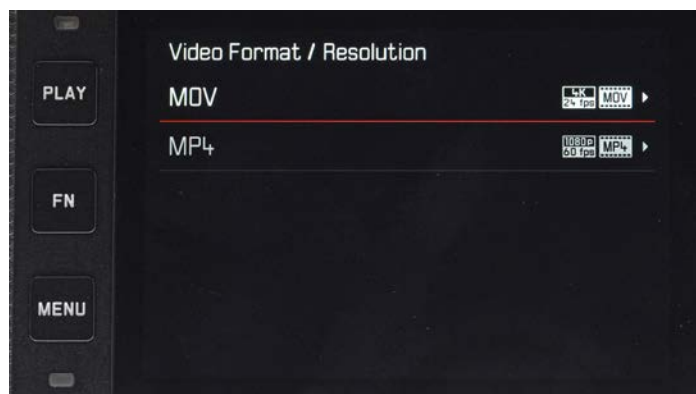 Video Format / Resolution
PLAY
MOV
4K
24 fps
MOV
MP4
1080p
60 fps
MP4
FN
MENU